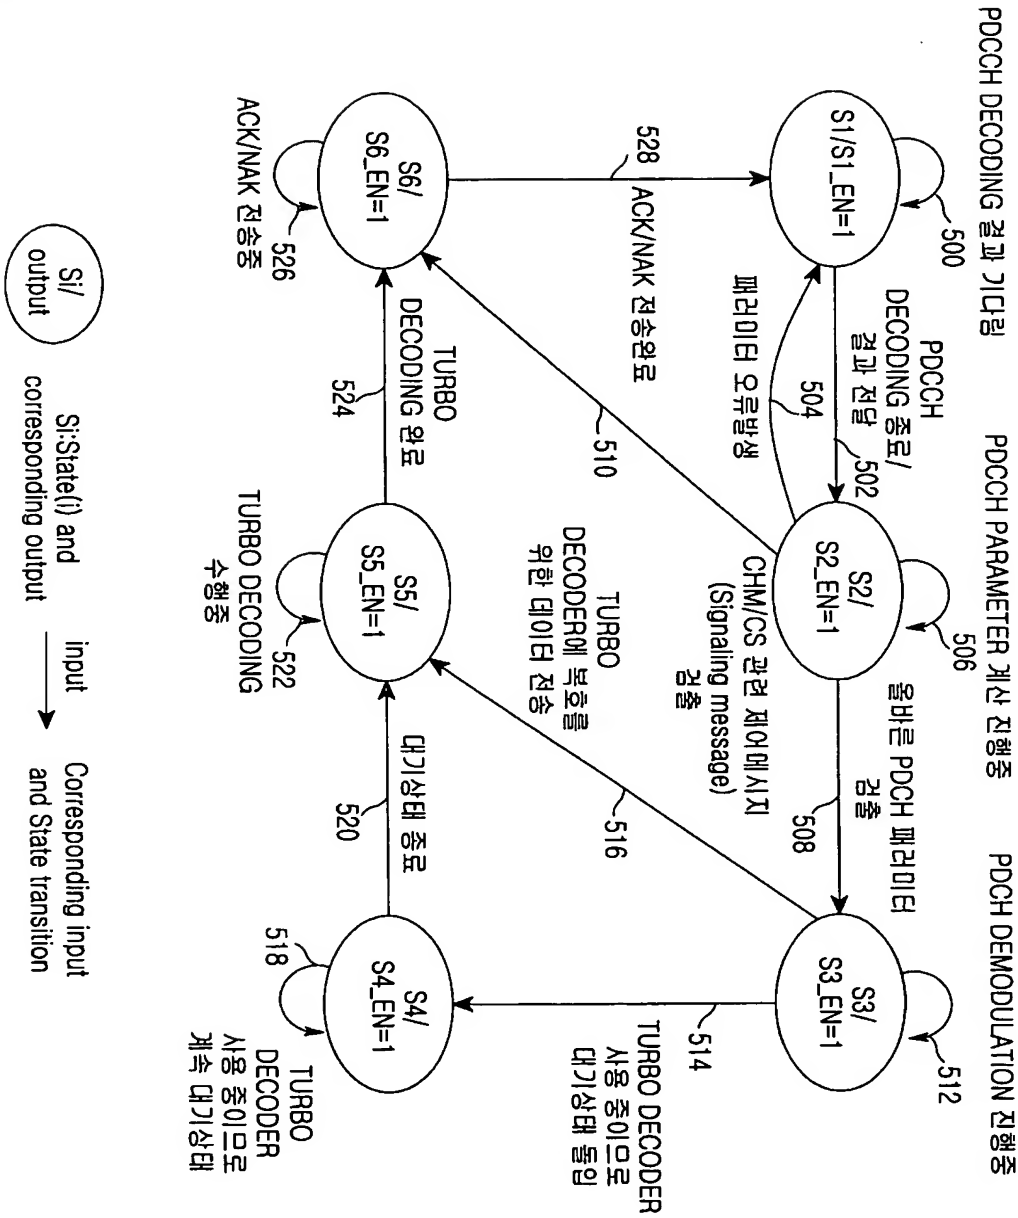 PDCCH DECODING 결과 기다림
PDCCH PARAMETER 계산 진행중
PDCH DEMODULATION 진행중
500
506
512
S1/S1_EN=1
PDCCH
DECODING 종료/
결과 전달
502
S2/
S2_EN=1
올바른 PDCH 패러미터
검출
508
S3/
S3_EN=1
504
패러미터 오류발생
CHM/CS 관련 제어메시지
(Signaling message)
검출
528
ACK/NAK 전송완료
510
TURBO
DECODER에 복호를
위한 데이터 전송
516
514
TURBO DECODER
사용 중이므로
대기상태 돌입
S6/
S6_EN=1
TURBO
DECODING 완료
524
S5/
S5_EN=1
대기상태 종료
520
S4/
S4_EN=1
526
ACK/NAK 전송중
522
TURBO DECODING
수행중
518
TURBO
DECODER
사용 중이므로
계속 대기상태
Si/
output
Si:State(i) and
corresponding output
input
Corresponding input
and State transition